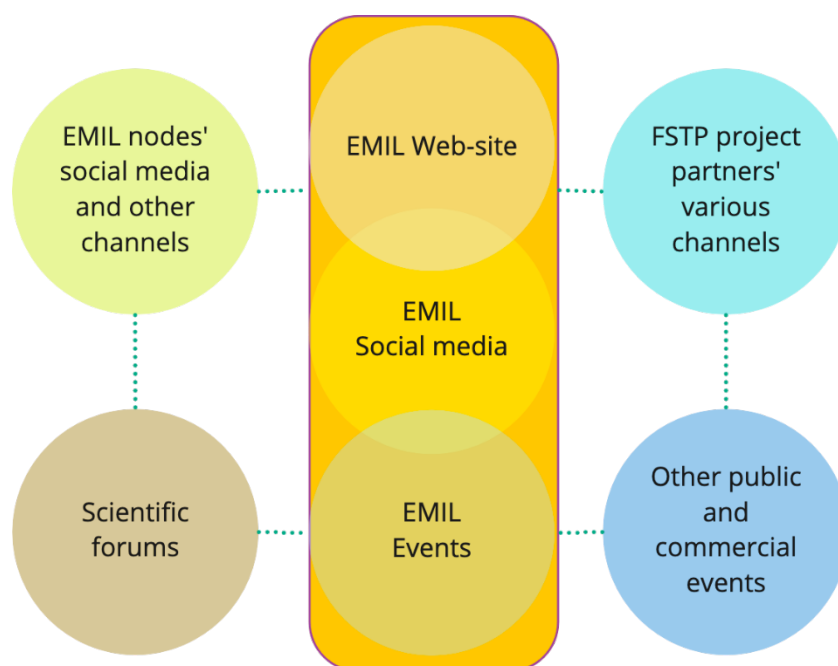 EMIL nodes'
social media
and other
channels
EMIL Web-site
FSTP project
partners'
various
channels
EMIL
Social media
Scientific
forums
EMIL
Events
Other public
and
commercial
events